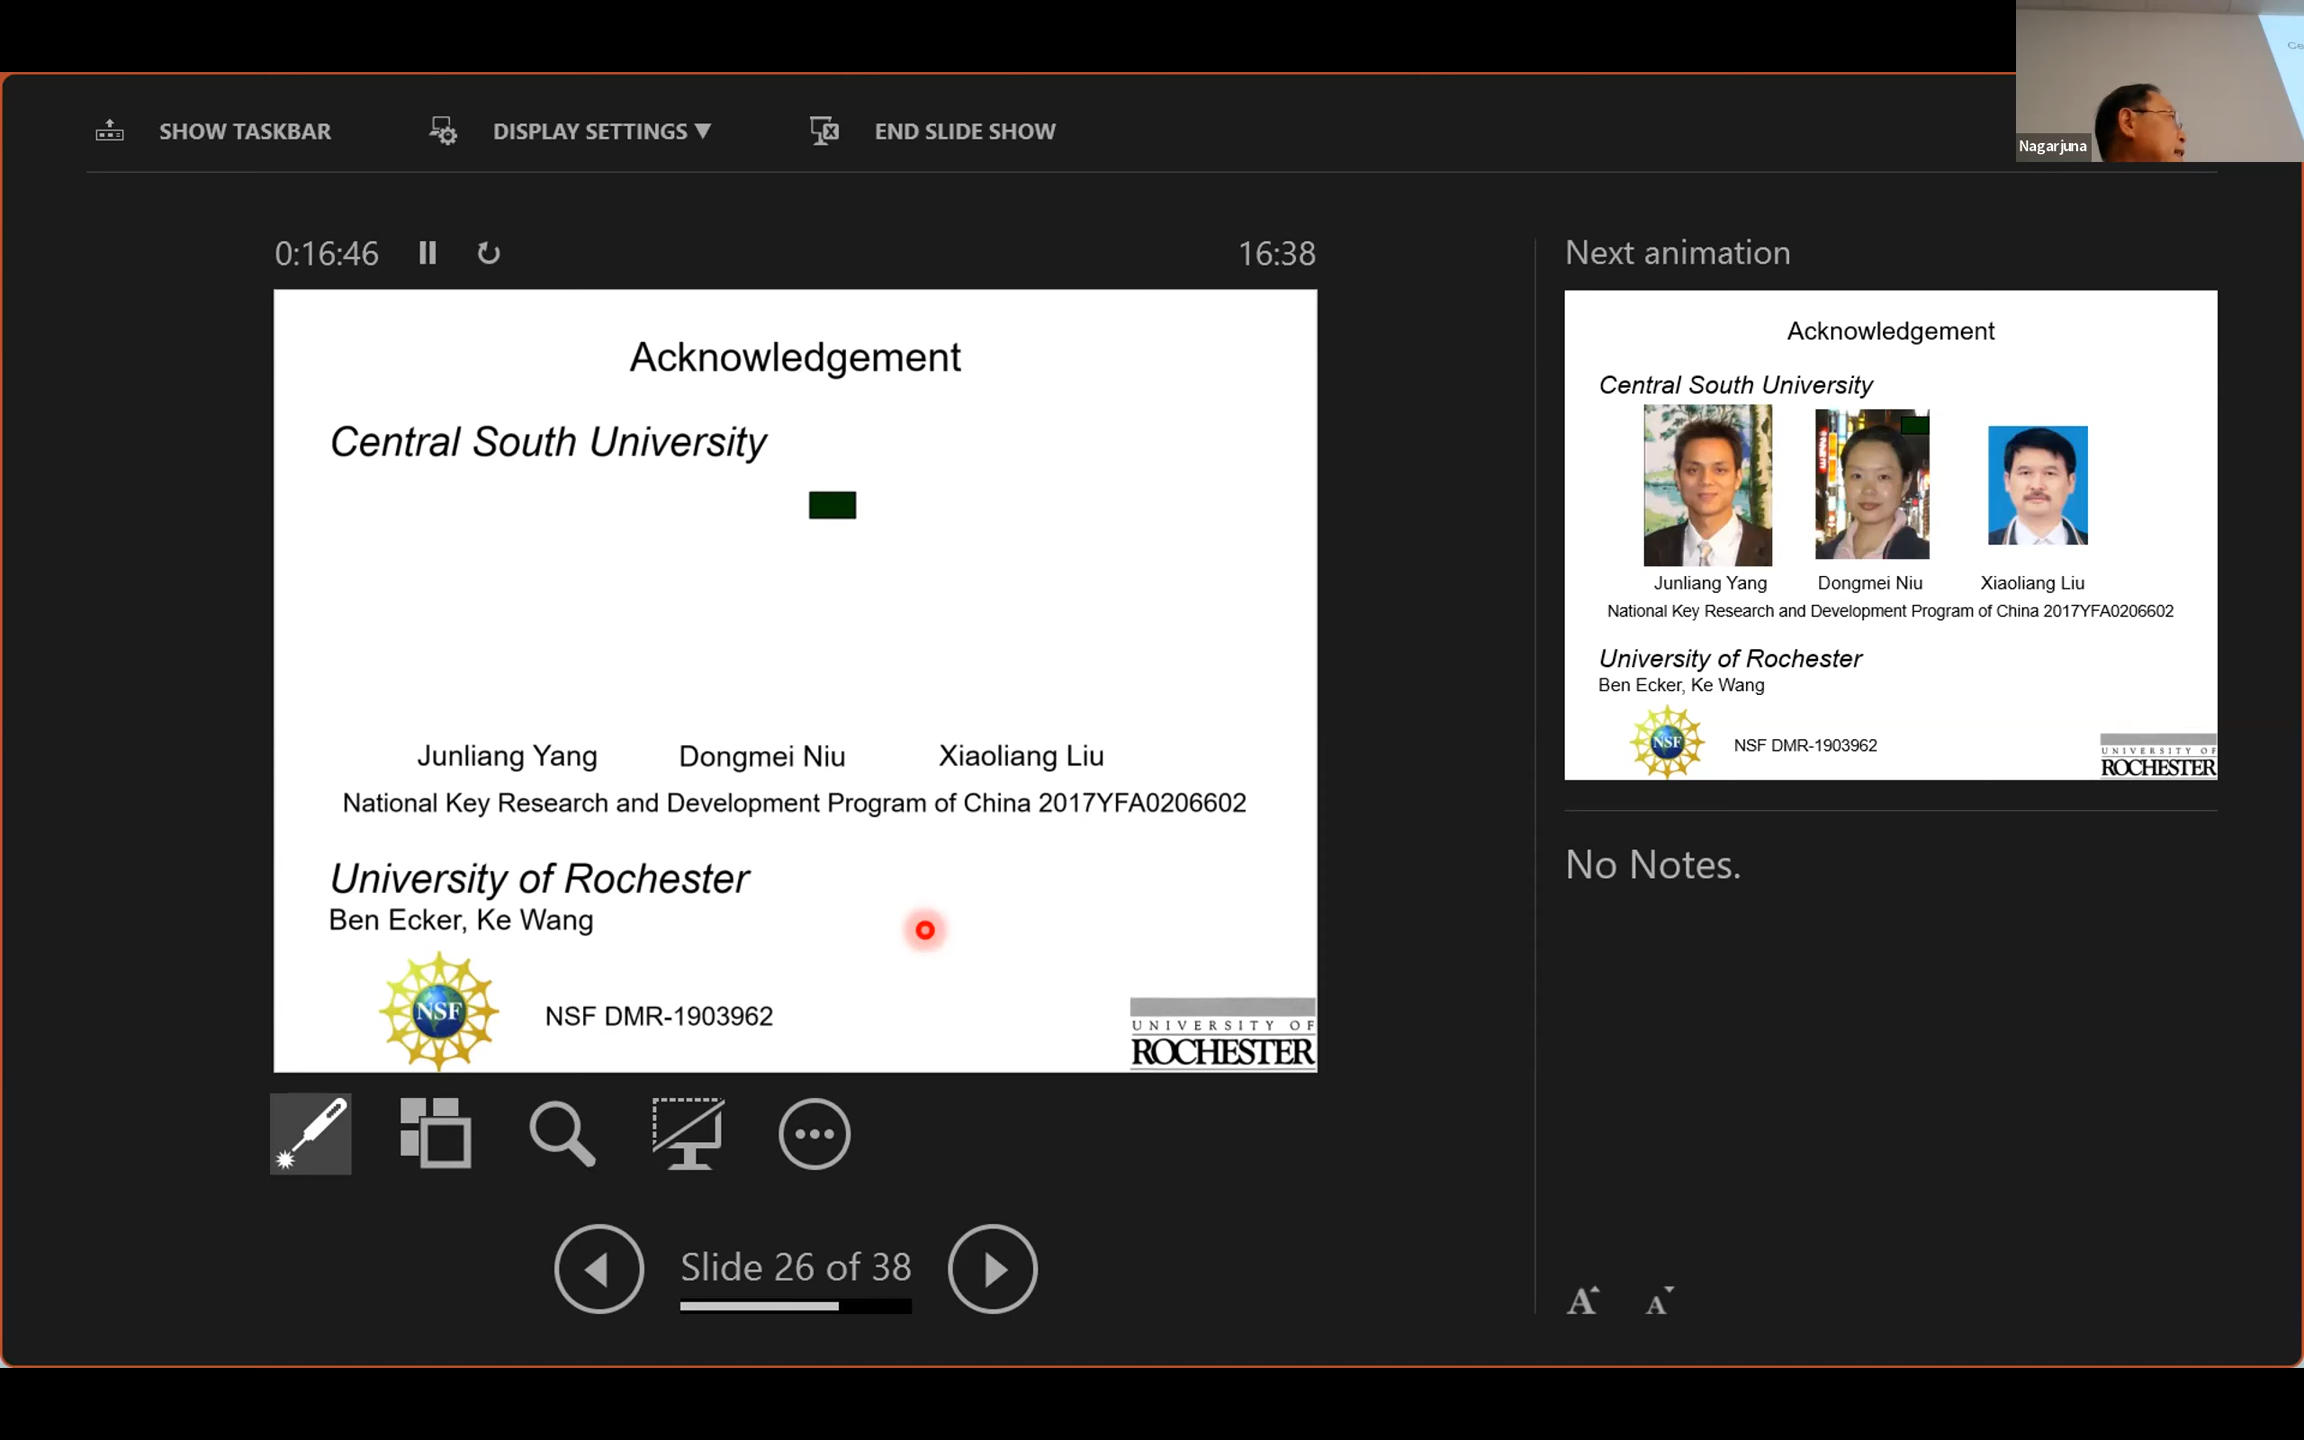 Ce
Nagarjuna
SHOW TASKBAR
DISPLAY SETTINGS ▼
END SLIDE SHOW
0:16:46
16:38
Acknowledgement
Central South University
Junliang Yang Dongmei Niu Xiaoliang Liu
National Key Research and Development Program of China 2017YFA0206602
University of Rochester
Ben Ecker, Ke Wang
NSF
NSF DMR-1903962
UNIVERSITY OF
ROCHESTER
Slide 26 of 38
Next animation
Acknowledgement
Central South University
Junliang Yang Dongmei Niu Xiaoliang Liu
National Key Research and Development Program of China 2017YFA0206602
University of Rochester
Ben Ecker, Ke Wang
NSF
NSF DMR-1903962
UNIVERSITY OF
ROCHESTER
No Notes.
A A